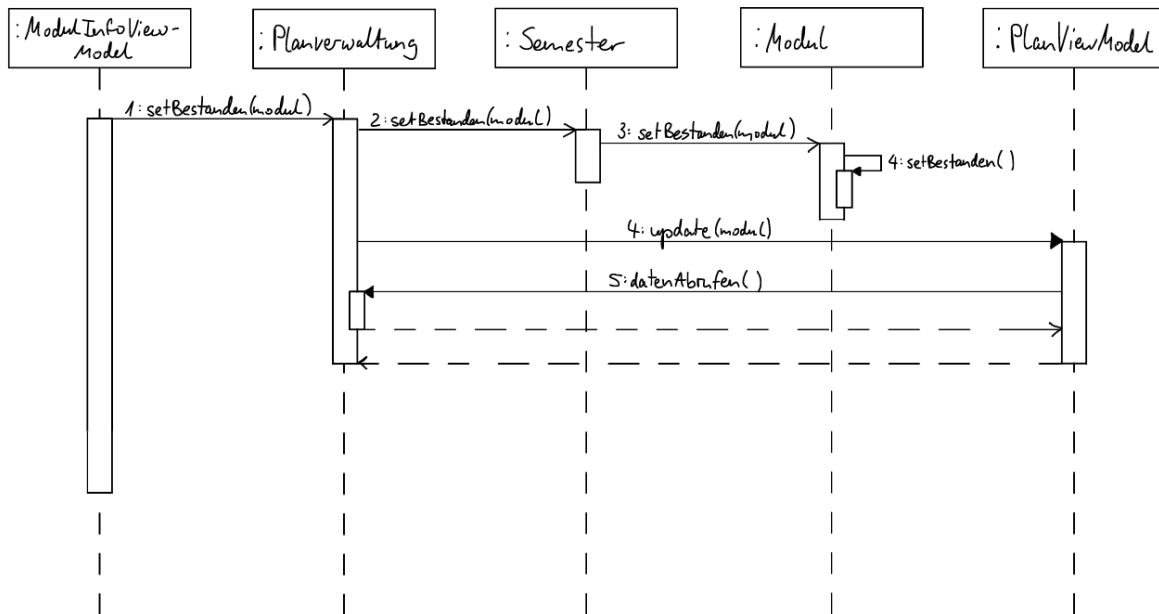 : ModulInfoView-
Model
: Planverwaltung
: Semester
: Modul
: PlanViewModel
1: setBestanden(modul)
2: setBestanden(modul)
3: setBestanden(modul)
4: setBestanden()
4: update(modul)
5: datenAbrufen()